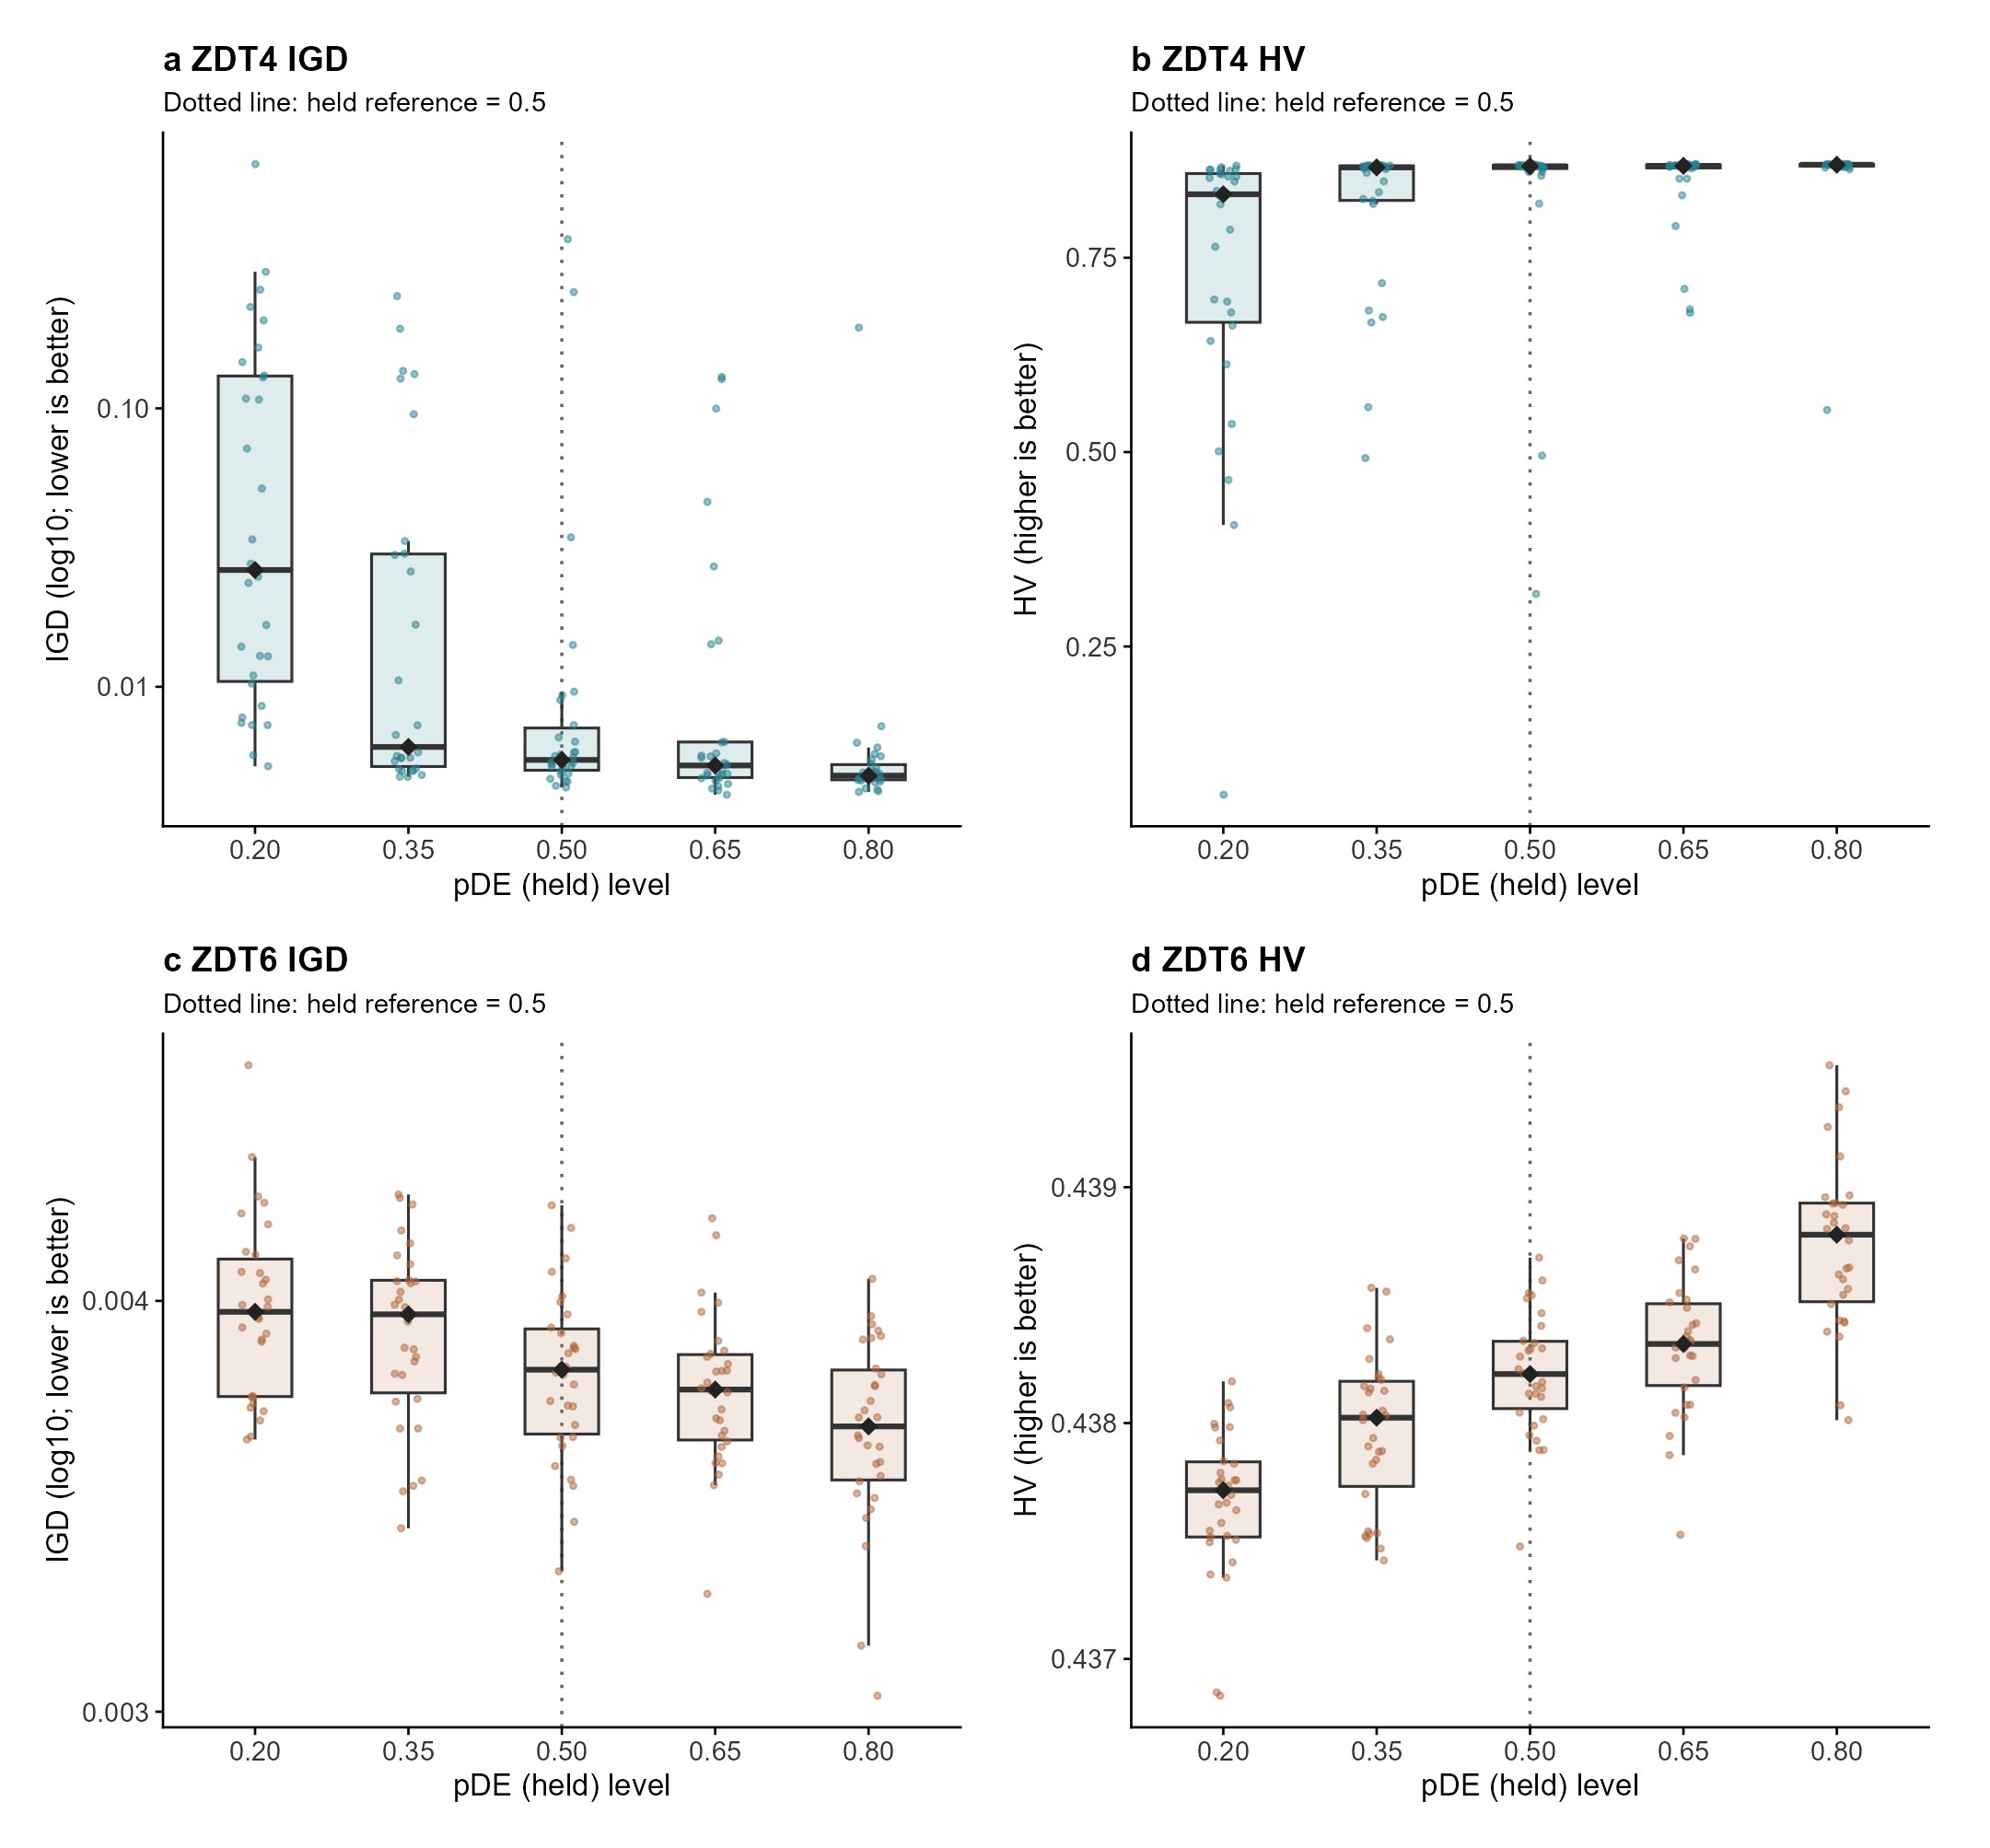 a ZDT4 IGD
Dotted line: held reference = 0.5
IGD (log10; lower is better)
0.10
0.01
0.20 0.35 0.50 0.65 0.80
pDE (held) level
b ZDT4 HV
Dotted line: held reference = 0.5
HV (higher is better)
0.75
0.50
0.25
0.20 0.35 0.50 0.65 0.80
pDE (held) level
c ZDT6 IGD
Dotted line: held reference = 0.5
IGD (log10; lower is better)
0.004
0.003
0.20 0.35 0.50 0.65 0.80
pDE (held) level
d ZDT6 HV
Dotted line: held reference = 0.5
HV (higher is better)
0.439
0.438
0.437
0.20 0.35 0.50 0.65 0.80
pDE (held) level